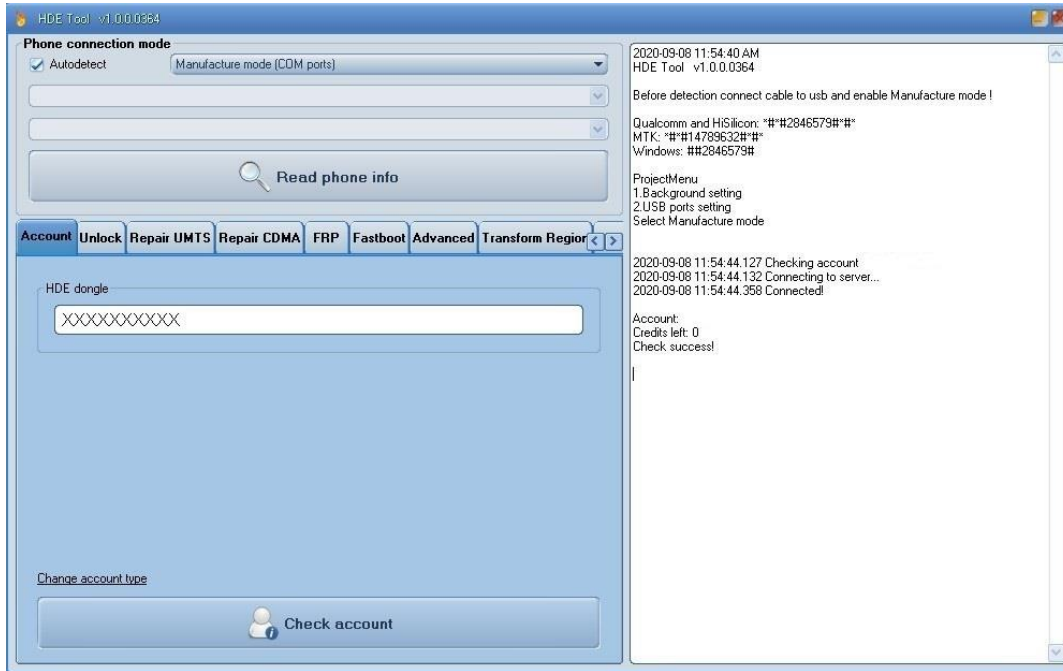 HDE Tool v1.0.0.0364
Phone connection mode
Autodetect
Manufacture mode (COM ports)
Read phone info
Account
Unlock
Repair UMTS
Repair CDMA
FRP
Fastboot
Advanced
Transform Region
HDE dongle
XXXXXXXXXX
Change account type
Check account
2020-09-08 11:54:40 AM
HDE Tool v1.0.0.0364
Before detection connect cable to usb and enable Manufacture mode !
Qualcomm and HiSilicon: *#*#2846579#*#*
MTK: *#*#14789632#*#*
Windows: ##2846579#
ProjectMenu
1.Background setting
2.USB ports setting
Select Manufacture mode
2020-09-08 11:54:44.127 Checking account
2020-09-08 11:54:44.132 Connecting to server...
2020-09-08 11:54:44.358 Connected!
Account:
Credits left: 0
Check success!